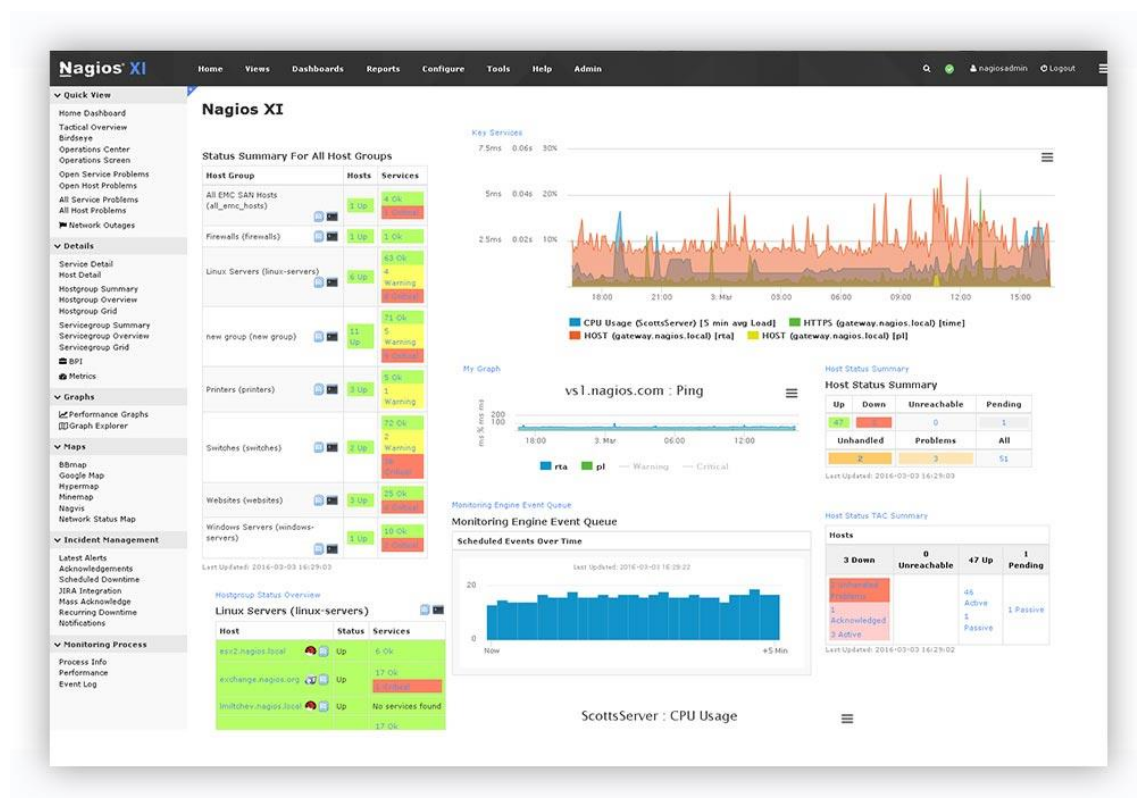 Nagios XI
Home Views Dashboards Reports Configure Tools Help Admin
nagiosadmin Logout
Quick View
Home Dashboard
Tactical Overview
Birdseye
Operations Center
Operations Screen
Open Service Problems
Open Host Problems
All Service Problems
All Host Problems
Network Outages
Details
Service Detail
Host Detail
Hostgroup Summary
Hostgroup Overview
Hostgroup Grid
Servicegroup Summary
Servicegroup Overview
Servicegroup Grid
BPI
Metrics
Graphs
Performance Graphs
Graph Explorer
Maps
BBmap
Google Map
Hypermap
Minemap
Nagvis
Network Status Map
Incident Management
Latest Alerts
Acknowledgements
Scheduled Downtime
JIRA Integration
Mass Acknowledge
Recurring Downtime
Notifications
Monitoring Process
Process Info
Performance
Event Log
Nagios XI
Status Summary For All Host Groups
Host Group Hosts Services
All EMC SAN Hosts
(all_emc_hosts)
1 Up
4 Ok
Critical
Firewalls (firewalls) 1 Up 1 Ok
Linux Servers (linux-servers)
6 Up
63 Ok
4
Warning
Critical
new group (new group)
11
Up
71 Ok
5
Warning
Critical
Printers (printers)
3 Up
5 Ok
1
Warning
Switches (switches)
2 Up
72 Ok
2
Warning
Critical
Websites (websites)
3 Up
25 Ok
Critical
Windows Servers (windows-
servers)
1 Up
10 Ok
Critical
Last Updated: 2016-03-03 16:29:03
Hostgroup Status Overview
Linux Servers (linux-servers)
Host Status Services
esx2.nagios.local Up 6 Ok
exchange.nagios.org Up
17 Ok
1 Critical
lmitchev.nagios.local Up No services found
17 Ok
Key Services
7.5ms 0.06s 30%
5ms 0.04s 20%
2.5ms 0.02s 10%
18:00 21:00 3. Mar 03:00 06:00 09:00 12:00 15:00
CPU Usage (ScottsServer) [5 min avg Load] HTTPS (gateway.nagios.local) [time]
HOST (gateway.nagios.local) [rta] HOST (gateway.nagios.local) [pl]
My Graph
vs1.nagios.com : Ping
ms % ms ms
200
100
18:00 3. Mar 06:00 12:00
rta pl Warning Critical
Monitoring Engine Event Queue
Monitoring Engine Event Queue
Scheduled Events Over Time
Last Updated: 2016-03-03 16:29:22
20
0
Now +5 Min
ScottsServer : CPU Usage
Host Status Summary
Host Status Summary
Up Down Unreachable Pending
47 0 1
Unhandled Problems All
2 3 51
Last Updated: 2016-03-03 16:29:03
Host Status TAC Summary
Hosts
3 Down 0 Unreachable 47 Up 1 Pending
2 Unhandled
Problems
1
Acknowledged
3 Active
46
Active
1
Passive
1 Passive
Last Updated: 2016-03-03 16:29:02